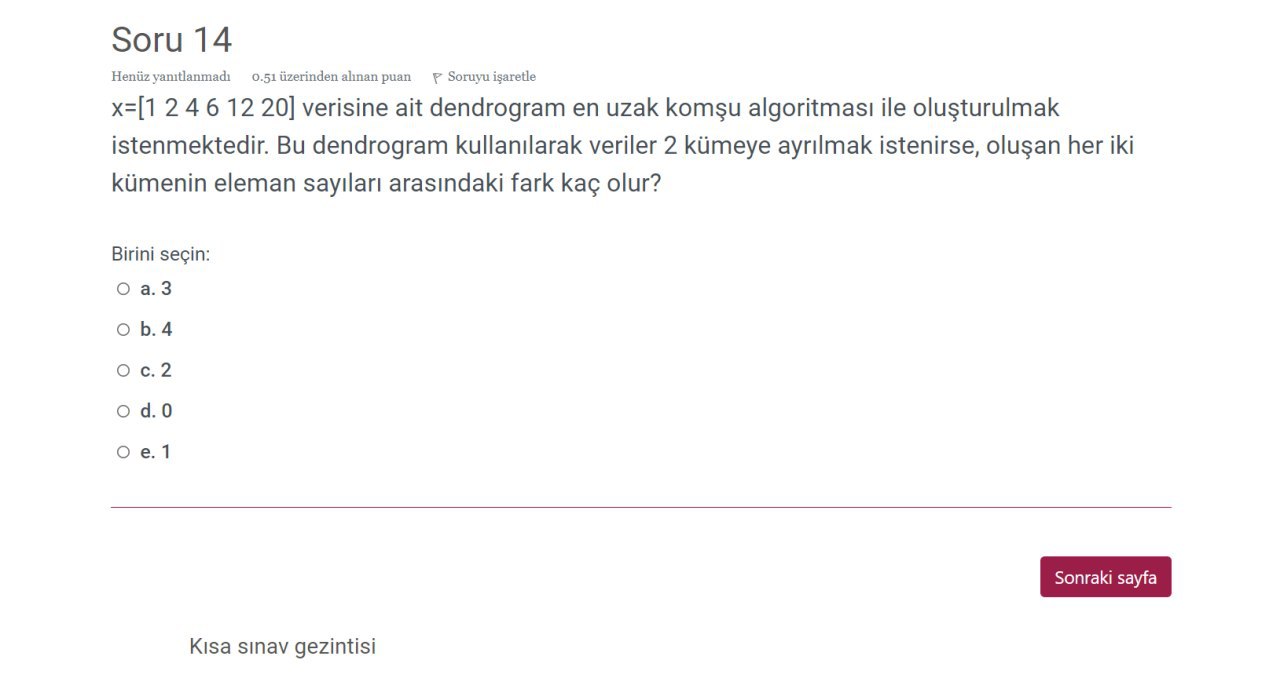 Soru 14
Henüz yanıtlanmadı 0.51 üzerinden alınan puan Soruyu işaretle
x=[1 2 4 6 12 20] verisine ait dendrogram en uzak komşu algoritması ile oluşturulmak
istenmektedir. Bu dendrogram kullanılarak veriler 2 kümeye ayrılmak istenirse, oluşan her iki
kümenin eleman sayıları arasındaki fark kaç olur?
Birini seçin:
a. 3
b. 4
c. 2
d. 0
e. 1
Sonraki sayfa
Kısa sınav gezintisi